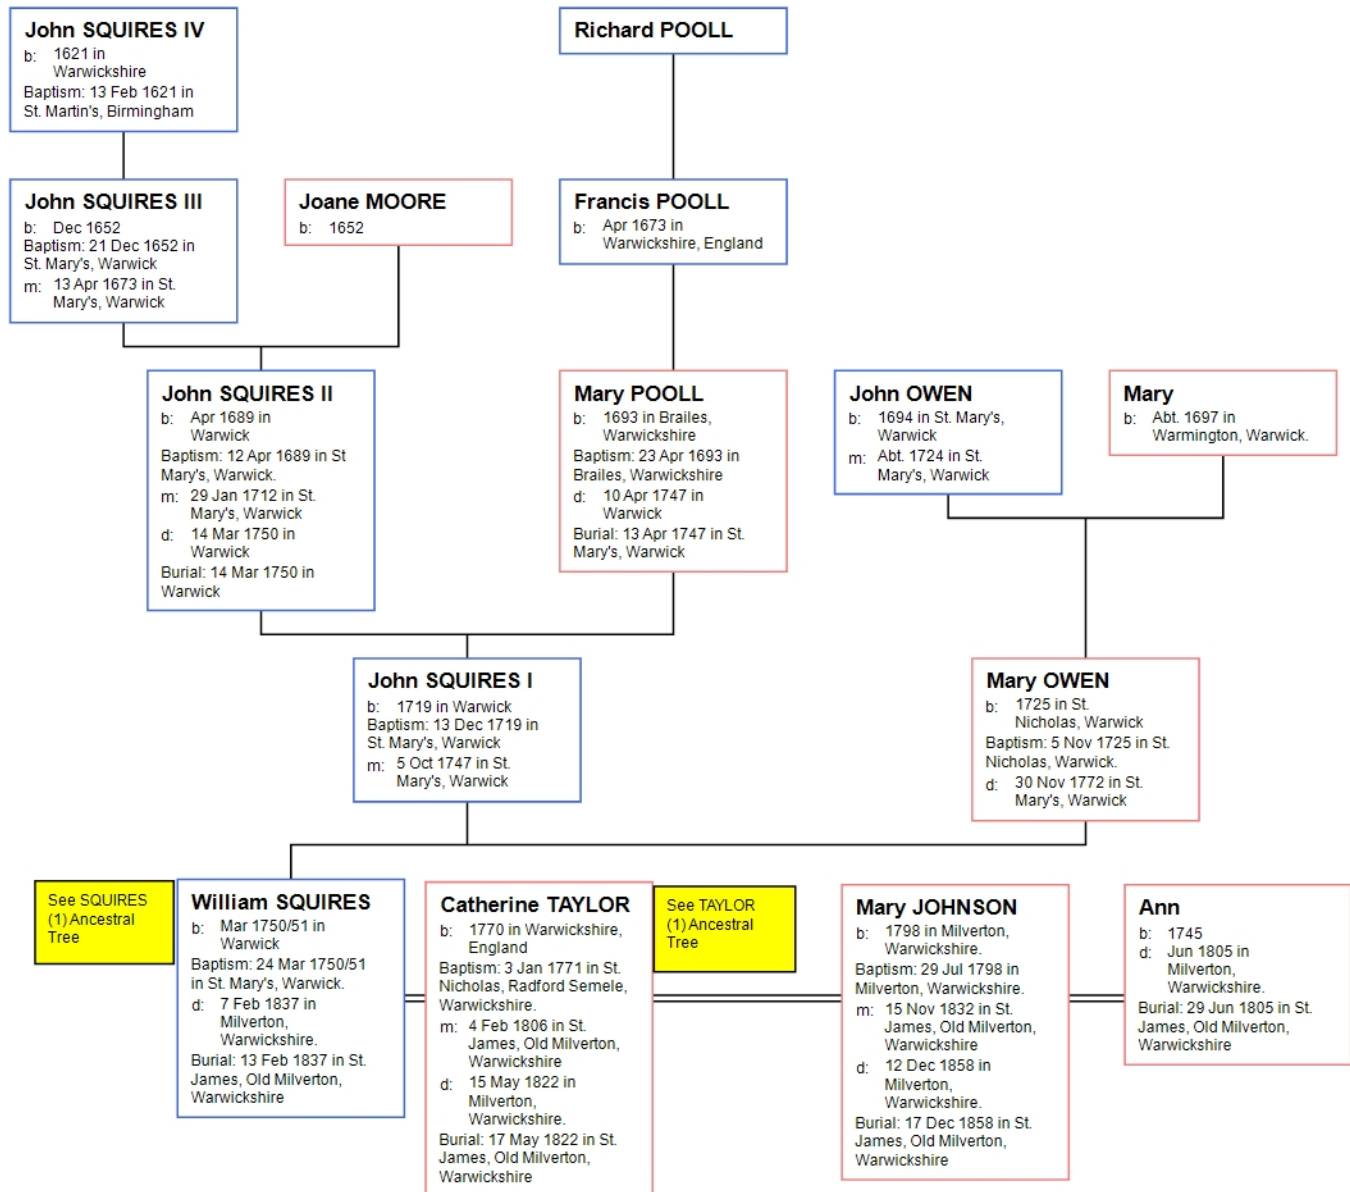 John SQUIRES IV
b: 1621 in
Warwickshire
Baptism: 13 Feb 1621 in
St. Martin's, Birmingham
Richard POOLL
John SQUIRES III
b: Dec 1652
Baptism: 21 Dec 1652 in
St. Mary's, Warwick
m: 13 Apr 1673 in St.
Mary's, Warwick
Joane MOORE
b: 1652
Francis POOLL
b: Apr 1673 in
Warwickshire, England
John SQUIRES II
b: Apr 1689 in
Warwick
Baptism: 12 Apr 1689 in St
Mary's, Warwick.
m: 29 Jan 1712 in St.
Mary's, Warwick
d: 14 Mar 1750 in
Warwick
Burial: 14 Mar 1750 in
Warwick
Mary POOLL
b: 1693 in Brailes,
Warwickshire
Baptism: 23 Apr 1693 in
Brailes, Warwickshire
d: 10 Apr 1747 in
Warwick
Burial: 13 Apr 1747 in St.
Mary's, Warwick
John OWEN
b: 1694 in St. Mary's,
Warwick
m: Abt. 1724 in St.
Mary's, Warwick
Mary
b: Abt. 1697 in
Warmington, Warwick.
John SQUIRES I
b: 1719 in Warwick
Baptism: 13 Dec 1719 in
St. Mary's, Warwick
m: 5 Oct 1747 in St.
Mary's, Warwick
Mary OWEN
b: 1725 in St.
Nicholas, Warwick
Baptism: 5 Nov 1725 in St.
Nicholas, Warwick.
d: 30 Nov 1772 in St.
Mary's, Warwick
See SQUIRES
(1) Ancestral
Tree
William SQUIRES
b: Mar 1750/51 in
Warwick
Baptism: 24 Mar 1750/51
in St. Mary's, Warwick.
d: 7 Feb 1837 in
Milverton,
Warwickshire.
Burial: 13 Feb 1837 in St.
James, Old Milverton,
Warwickshire
Catherine TAYLOR
b: 1770 in Warwickshire,
England
Baptism: 3 Jan 1771 in St.
Nicholas, Radford Semele,
Warwickshire.
m: 4 Feb 1806 in St.
James, Old Milverton,
Warwickshire
d: 15 May 1822 in
Milverton,
Warwickshire.
Burial: 17 May 1822 in St.
James, Old Milverton,
Warwickshire
See TAYLOR
(1) Ancestral
Tree
Mary JOHNSON
b: 1798 in Milverton,
Warwickshire.
Baptism: 29 Jul 1798 in
Milverton, Warwickshire.
m: 15 Nov 1832 in St.
James, Old Milverton,
Warwickshire
d: 12 Dec 1858 in
Milverton,
Warwickshire.
Burial: 17 Dec 1858 in St.
James, Old Milverton,
Warwickshire
Ann
b: 1745
d: Jun 1805 in
Milverton,
Warwickshire.
Burial: 29 Jun 1805 in St.
James, Old Milverton,
Warwickshire